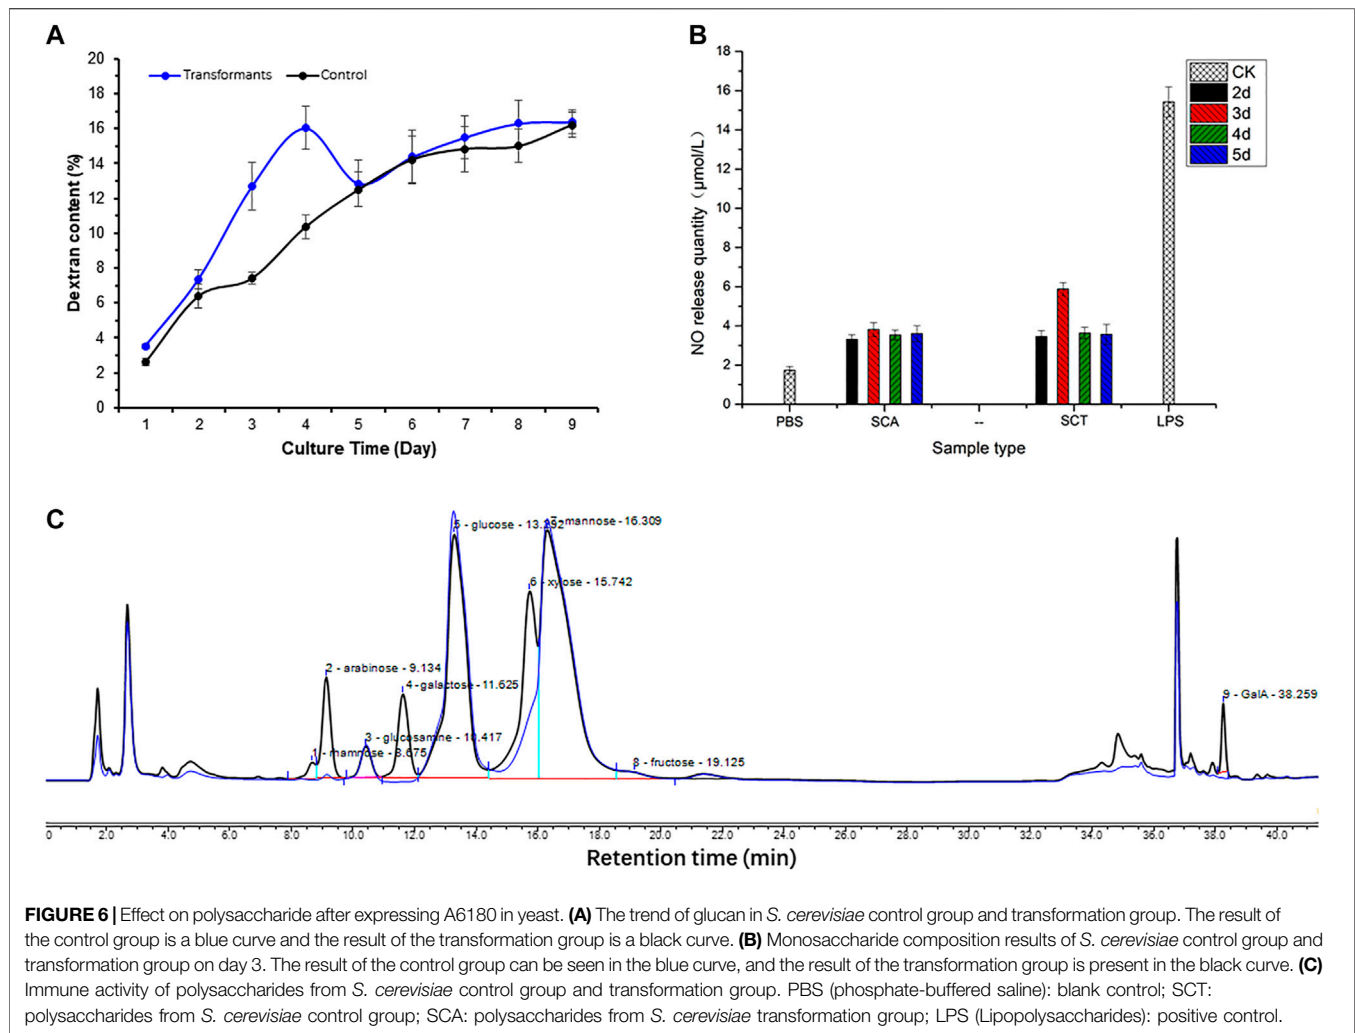 A
20
18
16
14
12
10
8
6
4
2
0
Dextran content (%)
Transformants
Control
1 2 3 4 5 6 7 8 9
Culture Time (Day)
B
18
16
14
12
10
8
6
4
2
0
NO release quantity ( μmol/L)
CK
2d
3d
4d
5d
PBS SCA -- SCT LPS
Sample type
C
5 - glucose - 13.292
7 - mannose - 16.309
6 - xylose - 15.742
2 - arabinose - 9.134
4 - galactose - 11.625
9 - GalA - 38.259
3 - glucosamine - 10.417
1 - rhamnose - 8.675
8 - fructose - 19.125
0 2.0 4.0 6.0 8.0 10.0 12.0 14.0 16.0 18.0 20.0 22.0 24.0 26.0 28.0 30.0 32.0 34.0 36.0 38.0 40.0
Retention time (min)
FIGURE 6 | Effect on polysaccharide after expressing A6180 in yeast. (A) The trend of glucan in S. cerevisiae control group and transformation group. The result of
the control group is a blue curve and the result of the transformation group is a black curve. (B) Monosaccharide composition results of S. cerevisiae control group and
transformation group on day 3. The result of the control group can be seen in the blue curve, and the result of the transformation group is present in the black curve. (C)
Immune activity of polysaccharides from S. cerevisiae control group and transformation group. PBS (phosphate-buffered saline): blank control; SCT:
polysaccharides from S. cerevisiae control group; SCA: polysaccharides from S. cerevisiae transformation group; LPS (Lipopolysaccharides): positive control.